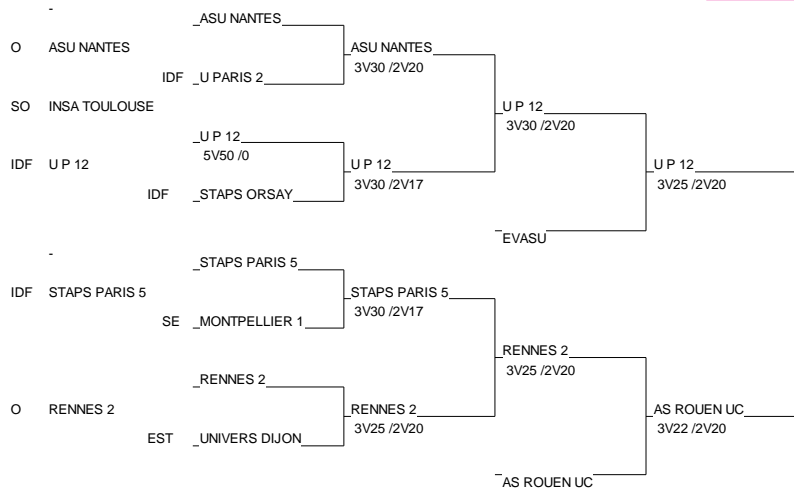 -
_ASU NANTES
O ASU NANTES ASU NANTES
3V30 /2V20
IDF _U PARIS 2
SO INSA TOULOUSE U P 12
3V30 /2V20
_U P 12
5V50 /0
IDF U P 12 U P 12 U P 12
3V30 /2V17 3V25 /2V20
IDF _STAPS ORSAY
_EVASU
-
_STAPS PARIS 5
IDF STAPS PARIS 5 STAPS PARIS 5
3V30 /2V17
SE _MONTPELLIER 1
RENNES 2
3V25 /2V20
_RENNES 2
O RENNES 2 RENNES 2 AS ROUEN UC
3V25 /2V20 3V22 /2V20
EST _UNIVERS DIJON
_AS ROUEN UC